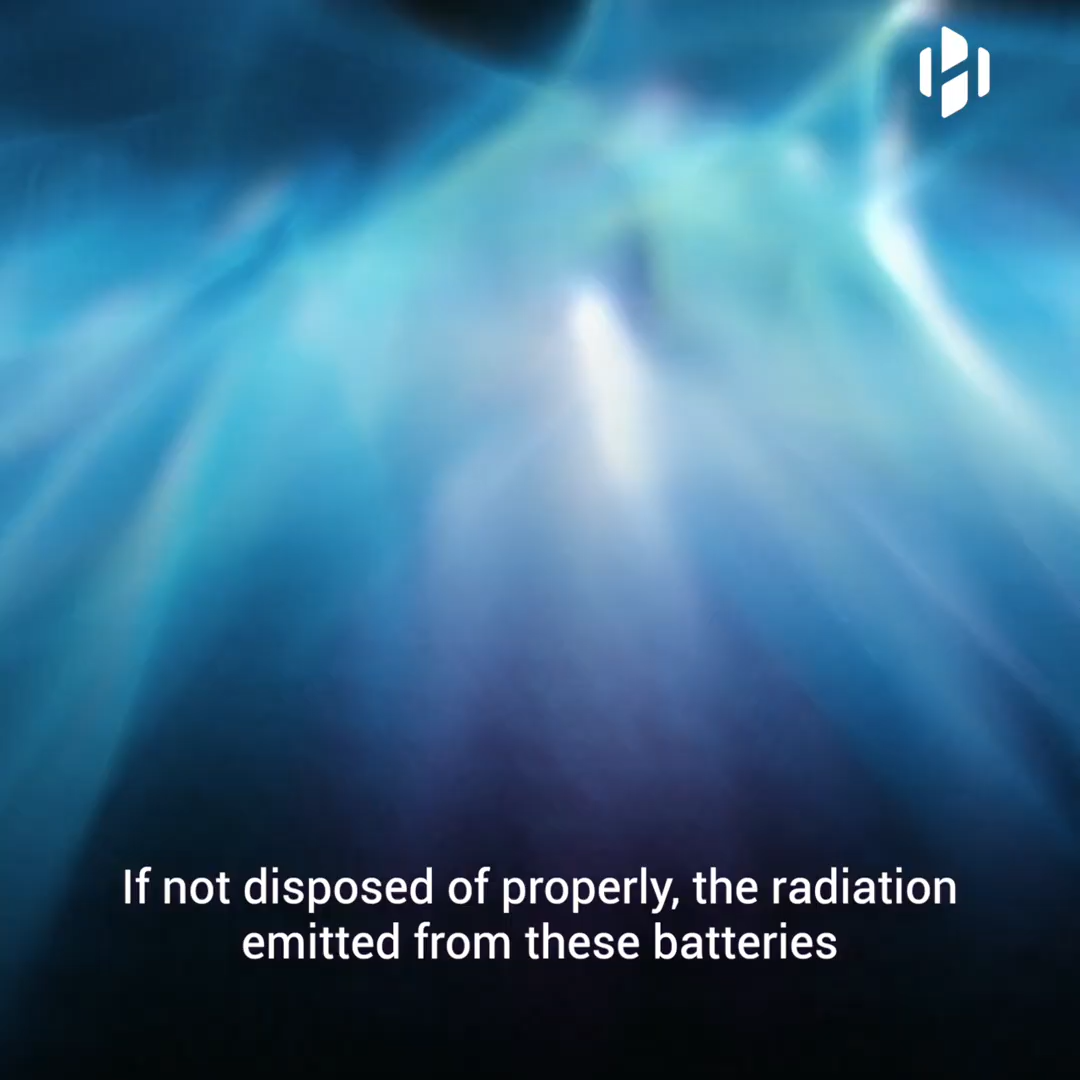 If not disposed of properly, the radiation
emitted from these batteries